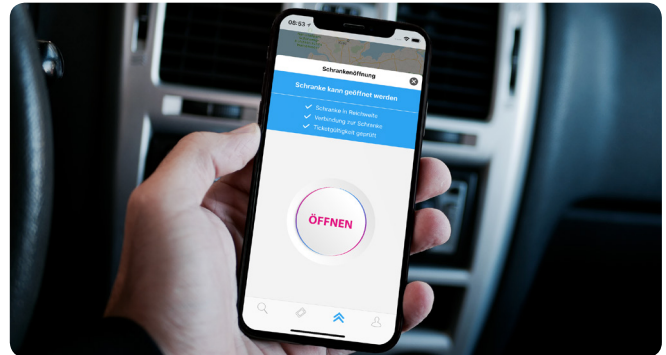 08:53
Schrankenöffnung
Schranke kann geöffnet werden
Schranke in Reichweite
Verbindung zur Schranke
Ticketgültigkeit geprüft
ÖFFNEN